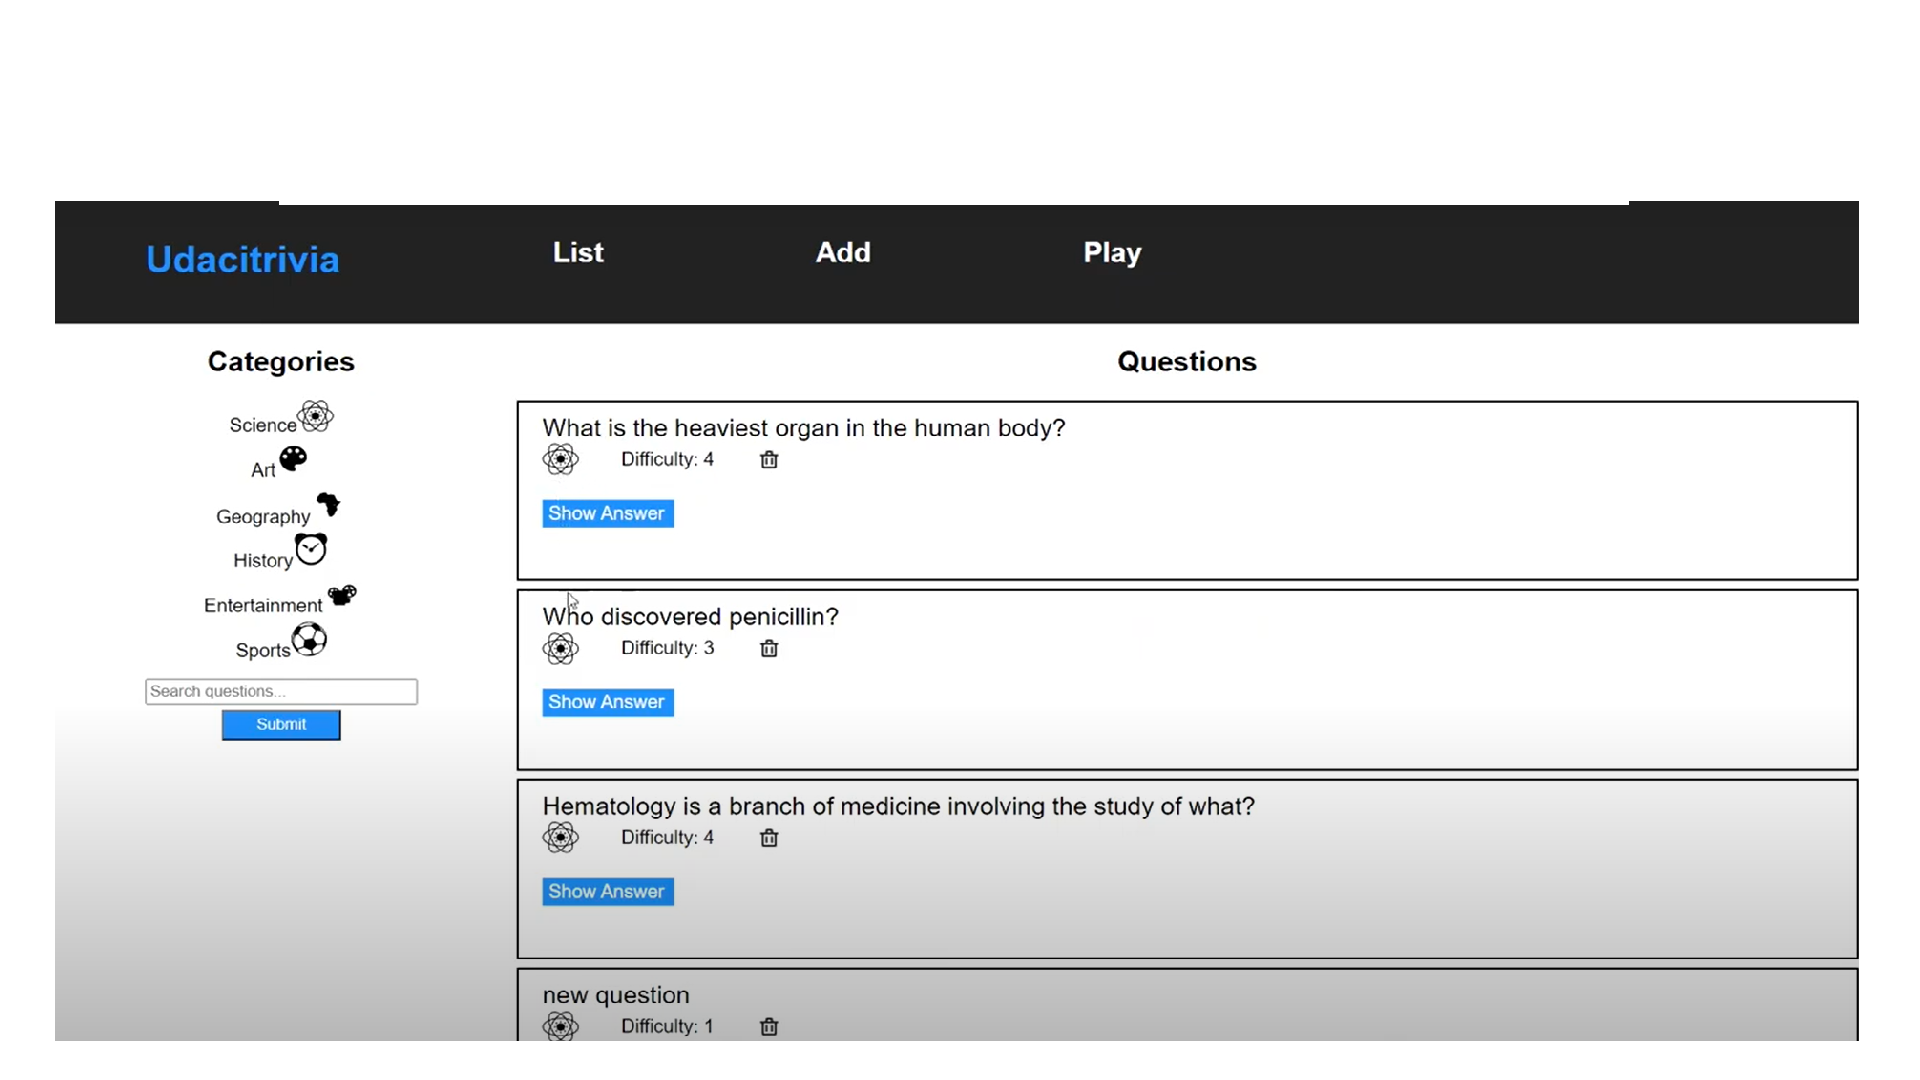 Udacitrivia
List
Add
Play
Categories
Science
Art
Geography
History
Entertainment
Sports
Search questions...
Submit
Questions
What is the heaviest organ in the human body?
Difficulty: 4
Show Answer
Who discovered penicillin?
Difficulty: 3
Show Answer
Hematology is a branch of medicine involving the study of what?
Difficulty: 4
Show Answer
new question
Difficulty: 1